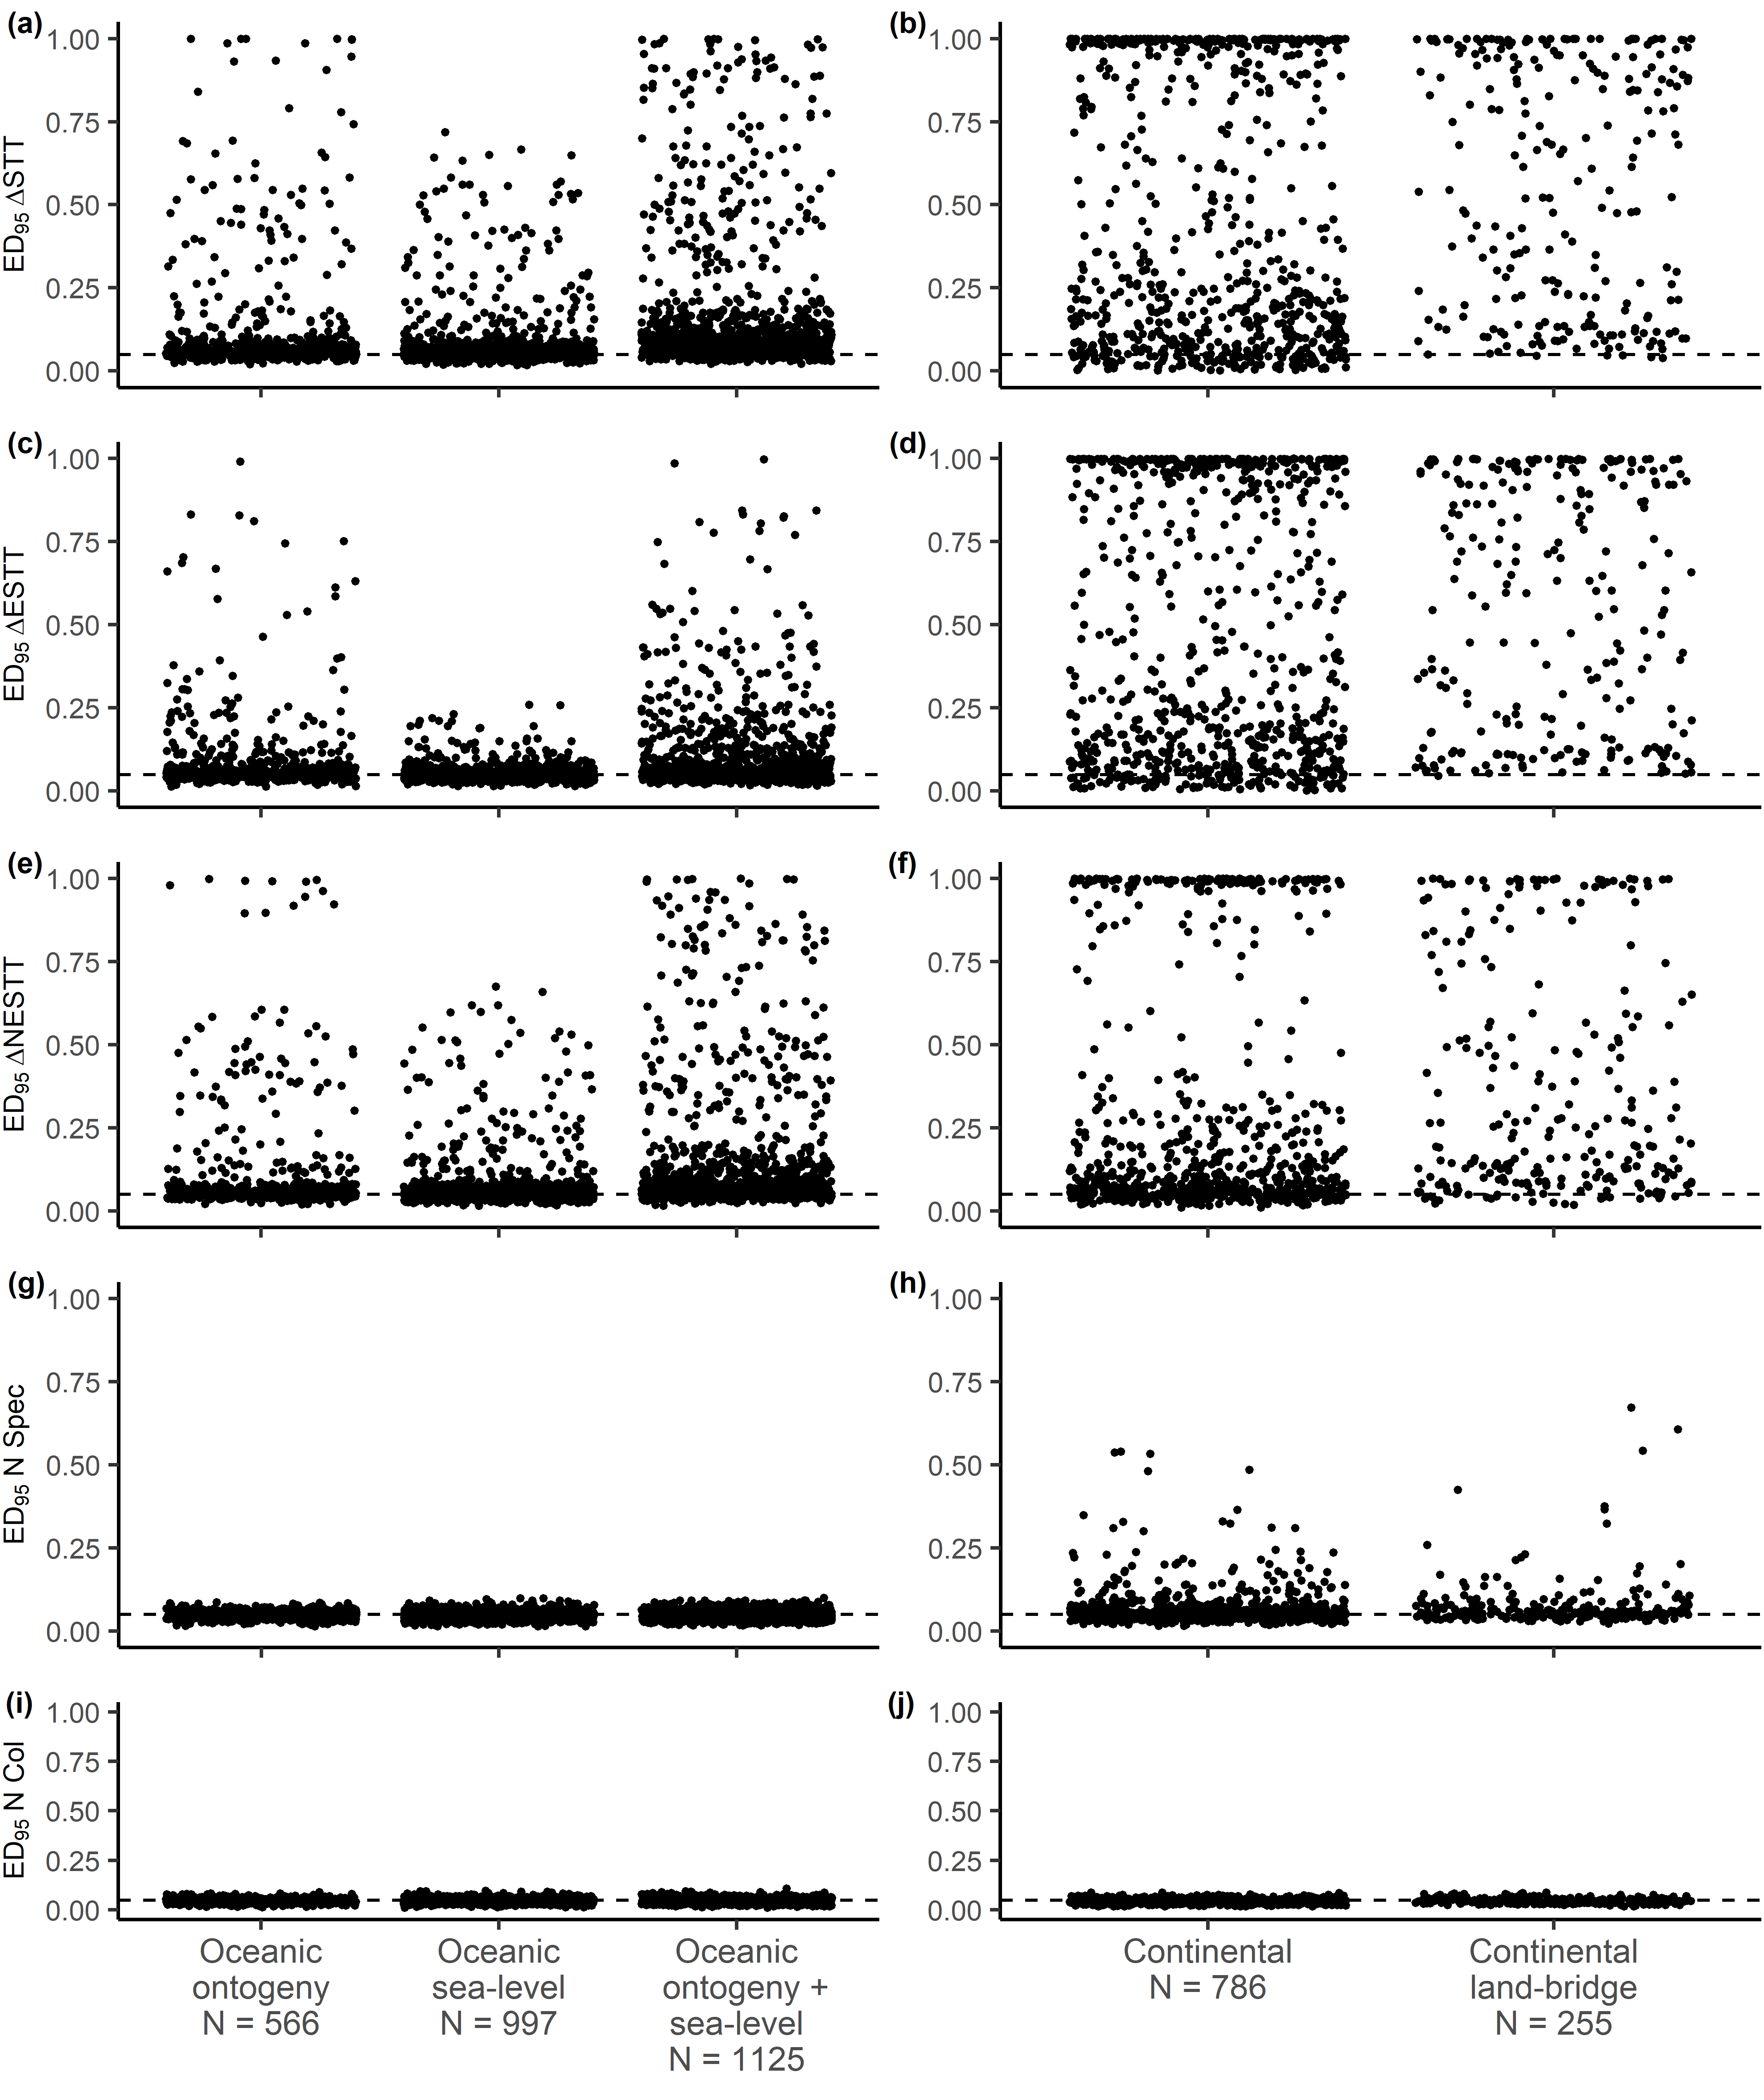 (a)
1.00
0.75
0.50
0.25
0.00
ED95 ΔSTT
(b)
1.00
0.75
0.50
0.25
0.00
(c)
1.00
0.75
0.50
0.25
0.00
ED95 ΔESTT
(d)
1.00
0.75
0.50
0.25
0.00
(e)
1.00
0.75
0.50
0.25
0.00
ED95 ΔNESTT
(f)
1.00
0.75
0.50
0.25
0.00
(g)
1.00
0.75
0.50
0.25
0.00
ED95 N Spec
(h)
1.00
0.75
0.50
0.25
0.00
(i)
1.00
0.75
0.50
0.25
0.00
ED95 N Col
(j)
1.00
0.75
0.50
0.25
0.00
Oceanic
ontogeny
N = 566
Oceanic
sea-level
N = 997
Oceanic
ontogeny +
sea-level
N = 1125
Continental
N = 786
Continental
land-bridge
N = 255